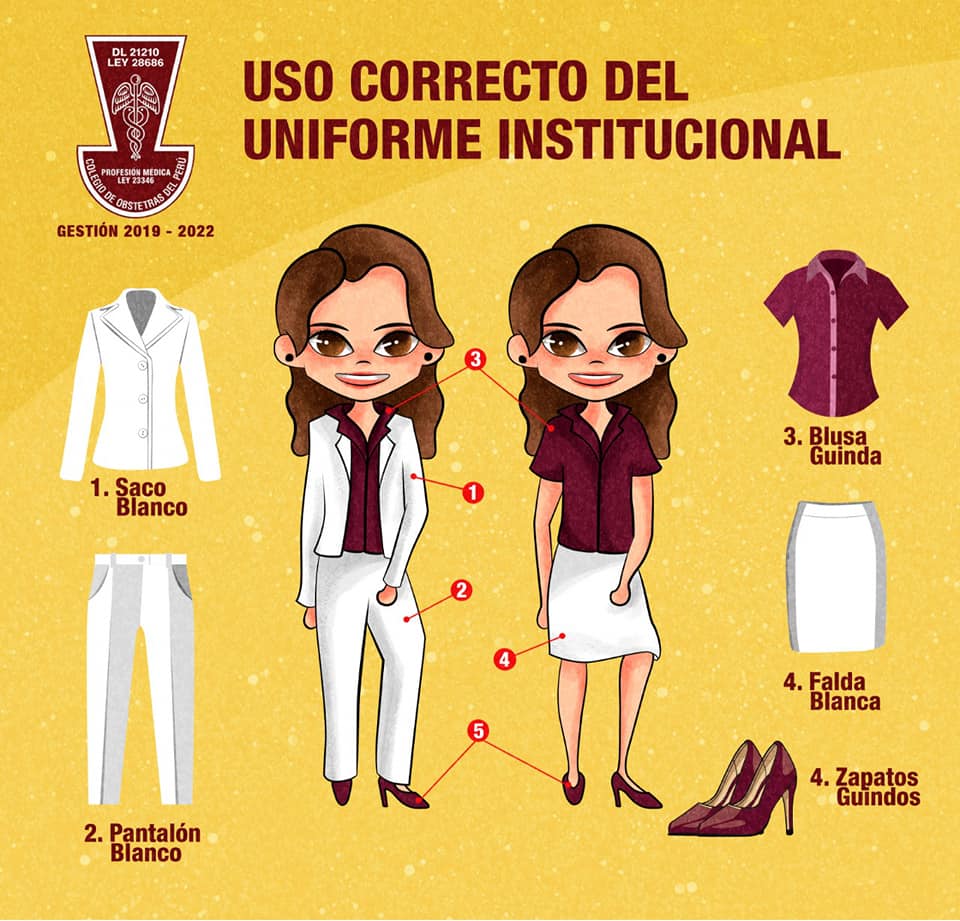 DL 21210
LEY 28686
PROFESIÓN MÉDICA
LEY 23346
COLEGIO DE OBSTETRAS DEL PERÚ
GESTIÓN 2019 - 2022
USO CORRECTO DEL
UNIFORME INSTITUCIONAL
1. Saco
Blanco
2. Pantalón
Blanco
3
1
2
4
5
3. Blusa
Guinda
4. Falda
Blanca
4. Zapatos
Guindos